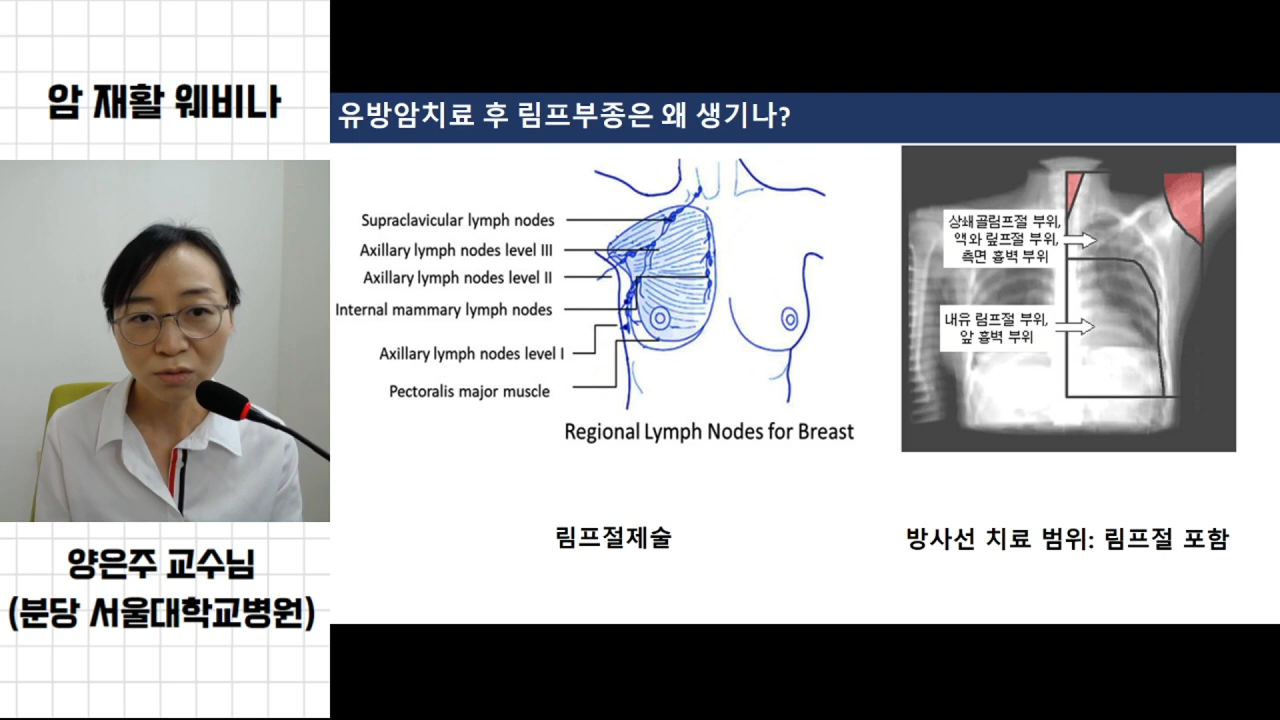 암 재활 웨비나
양은주 교수님
(분당 서울대학교병원)
유방암치료 후 림프부종은 왜 생기나?
Supraclavicular lymph nodes
Axillary lymph nodes level III
Axillary lymph nodes level II
Internal mammary lymph nodes
Axillary lymph nodes level I
Pectoralis major muscle
Regional Lymph Nodes for Breast
상쇄골림프절 부위,
액와 맆프절 부위,
측면 흉벽 부위
내유 림프절 부위,
앞 흉벽 부위
림프절제술
방사선 치료 범위: 림프절 포함